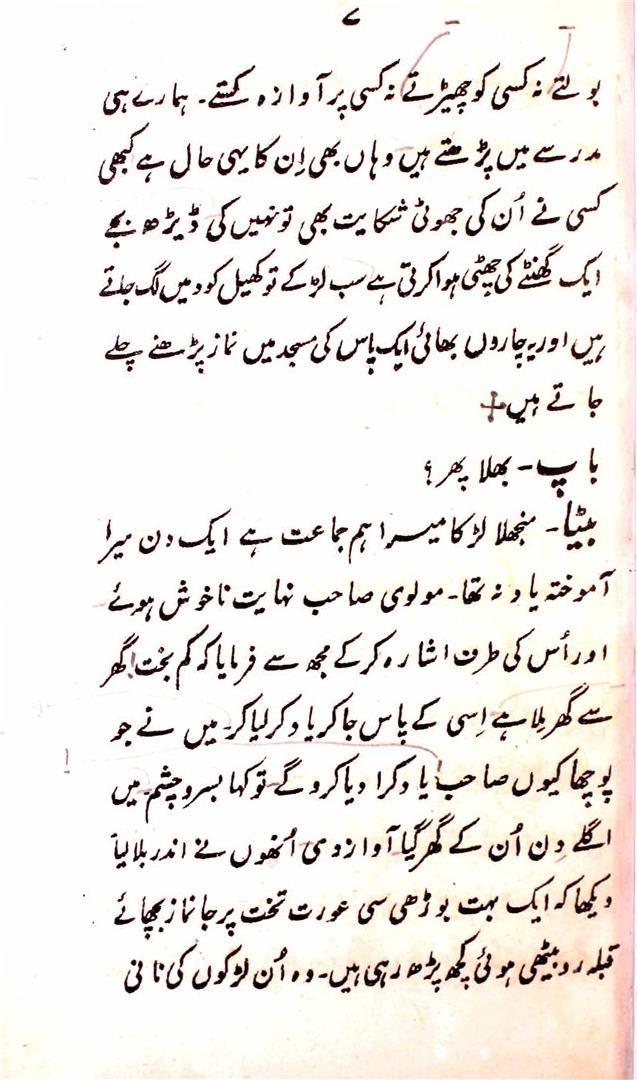 ۷
بولتے نہ کسی کو چھیڑتے نہ کسی پر آوازہ کستے۔ ہمارے ہی
مدرسے میں پڑھتے ہیں وہاں بھی اِن کا یہی حال ہے کبھی
کسی نے اُن کی جھوٹی شکایت بھی تو نہیں کی ڈیڑھ بجے
ایک گھنٹے کی چھٹی ہوا کرتی ہے سب لڑکے تو کھیل کود میں لگ جاتے
ہیں اور یہ چاروں بھائی ایک پاس کی مسجد میں نماز پڑھنے چلے
جاتے ہیں
باپ۔ بھلا پھر؟
بیٹا۔ منجھلا لڑکا میرا ہم جماعت ہے ایک دن میرا
آموختہ یاد نہ تھا۔ مولوی صاحب نہایت ناخوش ہوئے
اور اُس کی طرف اشارہ کر کے مجھ سے فرمایا کہ کم بخت! گھر
سے گھر ملا ہے اِسی کے پاس جا کر یاد کر لیا کر میں نے جو
پوچھا کیوں صاحب! یاد کرا دیا کرو گے۔ تو کہا بسر و چشم۔ میں
اگلے دِن اُن کے گھر گیا آواز دی اُنھوں نے اندر بلا لیا
دیکھا کہ ایک بہت بوڑھی سی عورت تخت پر جانماز بچھائے
قبلہ رو بیٹھی ہوئی کچھ پڑھ رہی ہیں۔ وہ اُن لڑکوں کی نانی